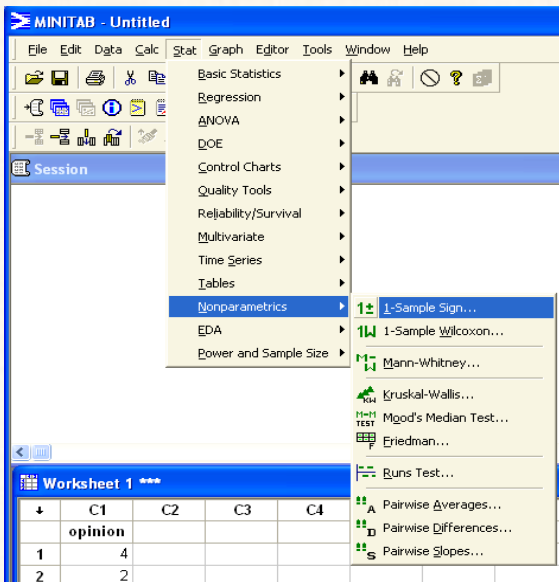 MINITAB - Untitled
File Edit Data Calc Stat Graph Editor Tools Window Help
Session
Basic Statistics
Regression
ANOVA
DOE
Control Charts
Quality Tools
Reliability/Survival
Multivariate
Time Series
Tables
Nonparametrics
EDA
Power and Sample Size
1± 1-Sample Sign...
1-Sample Wilcoxon...
Mann-Whitney...
KW Kruskal-Wallis...
M-M TEST Mood's Median Test...
F Friedman...
Runs Test...
A Pairwise Averages...
D Pairwise Differences...
S Pairwise Slopes...
Worksheet 1 ***
C1 C2 C3 C4
opinion
1 4
2 2